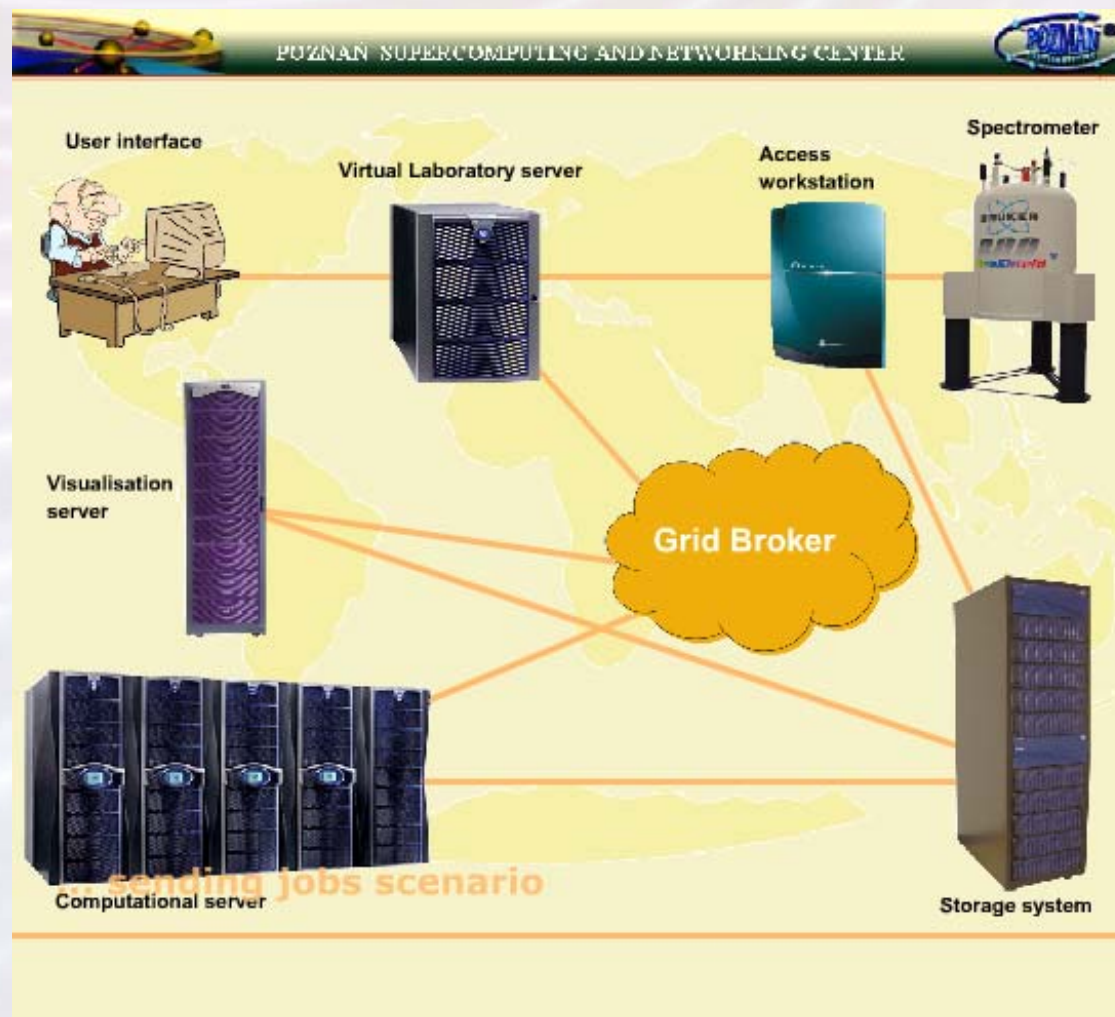 POZNAŃ SUPERCOMPUTING AND NETWORKING CENTER
POZMAN
User interface
Virtual Laboratory server
Access
workstation
Spectrometer
BRUKER
Visualisation
server
Grid Broker
... sending jobs scenario
Computational server
Storage system